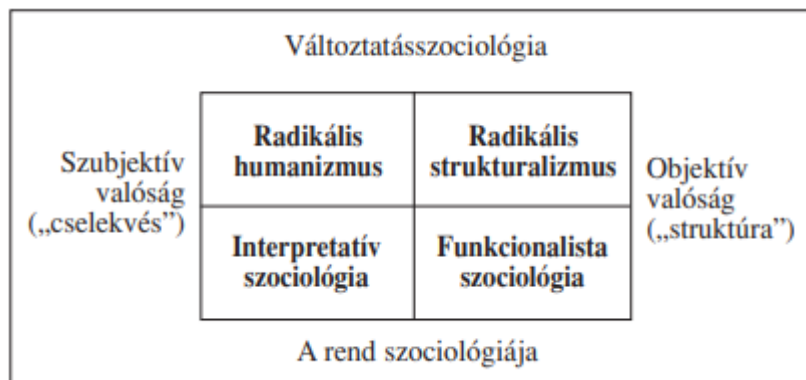 Változtatásszociológia
Szubjektív
valóság
(„cselekvés”)
Radikális
humanizmus
Radikális
strukturalizmus
Interpretatív
szociológia
Funkcionalista
szociológia
Objektív
valóság
(„struktúra”)
A rend szociológiája